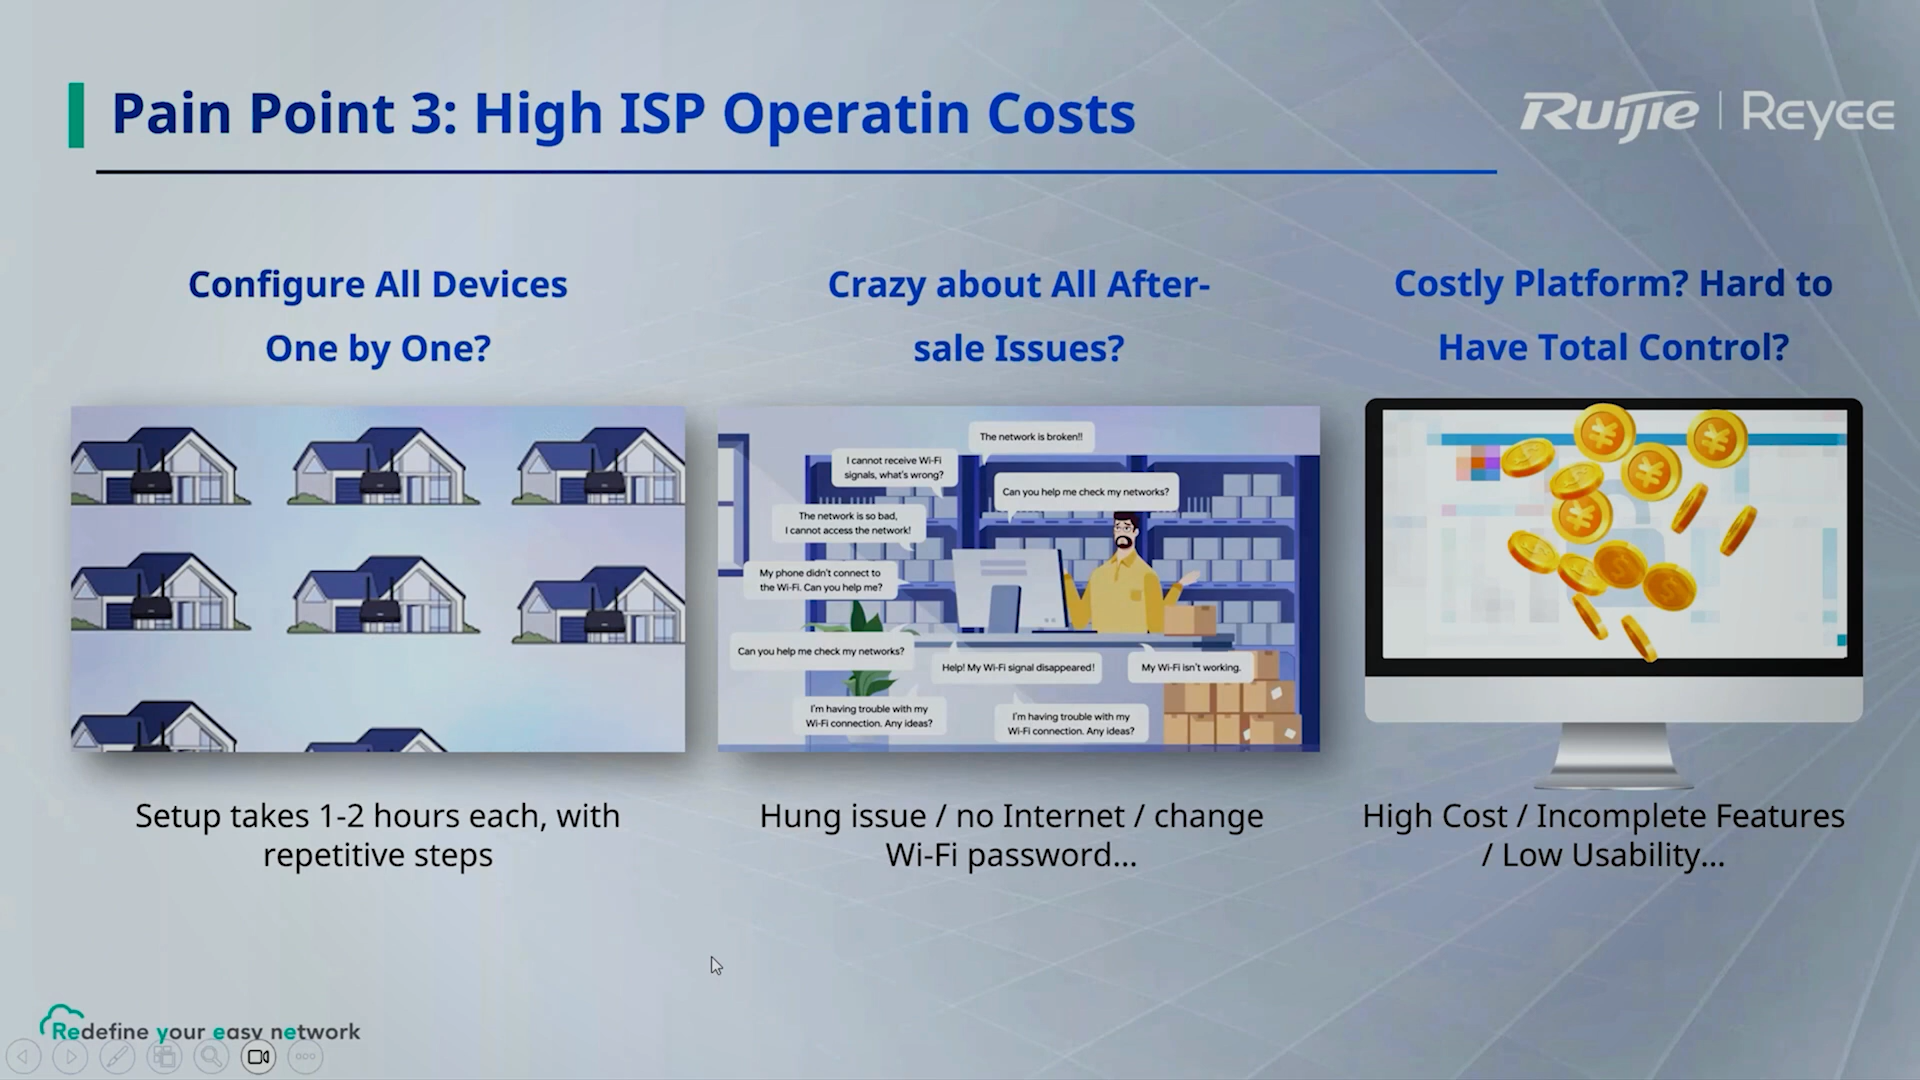 Pain Point 3: High ISP Operatin Costs
Ruijie | Reyee
Configure All Devices
One by One?
Crazy about All After-
sale Issues?
Costly Platform? Hard to
Have Total Control?
The network is broken!!
I cannot receive Wi-Fi
signals, what's wrong?
Can you help me check my networks?
The network is so bad,
I cannot access the network!
My phone didn't connect to
the Wi-Fi. Can you help me?
Can you help me check my networks?
Help! My Wi-Fi signal disappeared!
My Wi-Fi isn't working.
I'm having trouble with my
Wi-Fi connection. Any ideas?
I'm having trouble with my
Wi-Fi connection. Any ideas?
Setup takes 1-2 hours each, with
repetitive steps
Hung issue / no Internet / change
Wi-Fi password...
High Cost / Incomplete Features
/ Low Usability...
Redefine your easy network